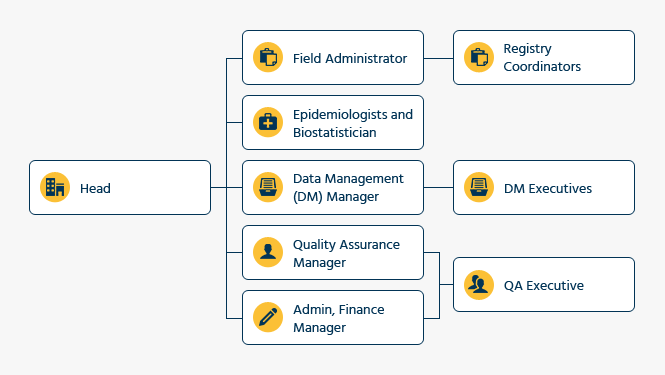 Field Administrator
Registry
Coordinators
Epidemiologists and
Biostatistician
Head
Data Management
(DM) Manager
DM Executives
Quality Assurance
Manager
QA Executive
Admin, Finance
Manager